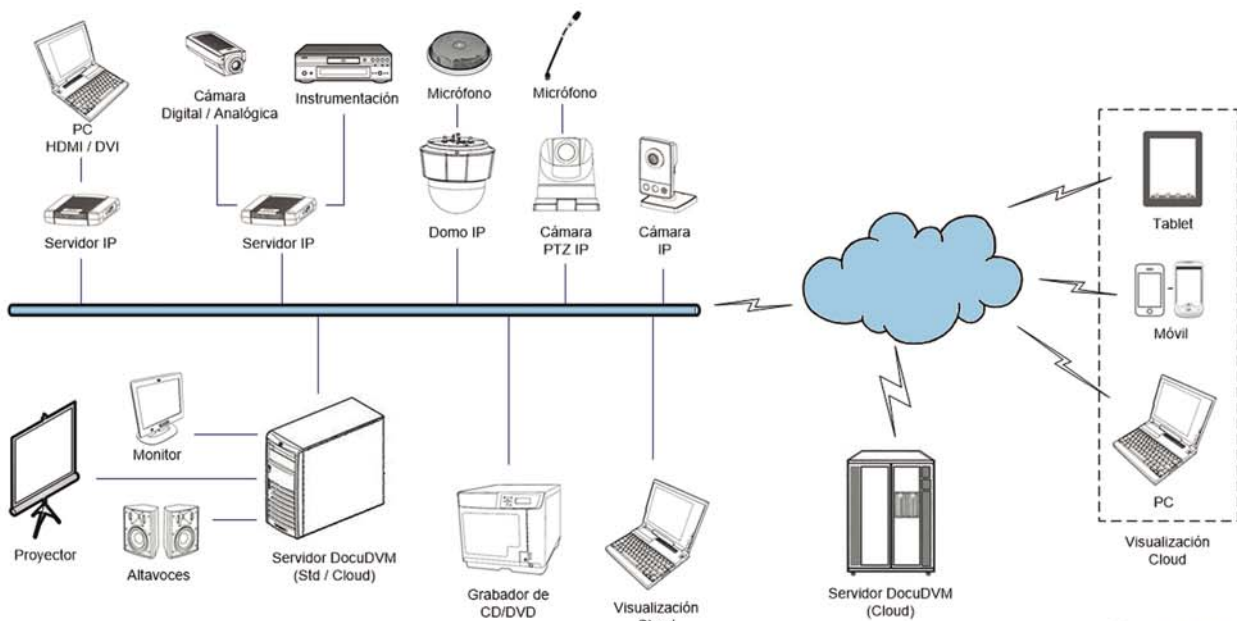 PC
HDMI / DVI
Cámara
Digital / Analógica
Instrumentación
Micrófono
Micrófono
Servidor IP
Servidor IP
Domo IP
Cámara
PTZ IP
Cámara
IP
Tablet
Móvil
PC
Visualización
Cloud
Monitor
Proyector
Altavoces
Servidor DocuDVM
(Std / Cloud)
Grabador de
CD/DVD
Visualización
Servidor DocuDVM
(Cloud)